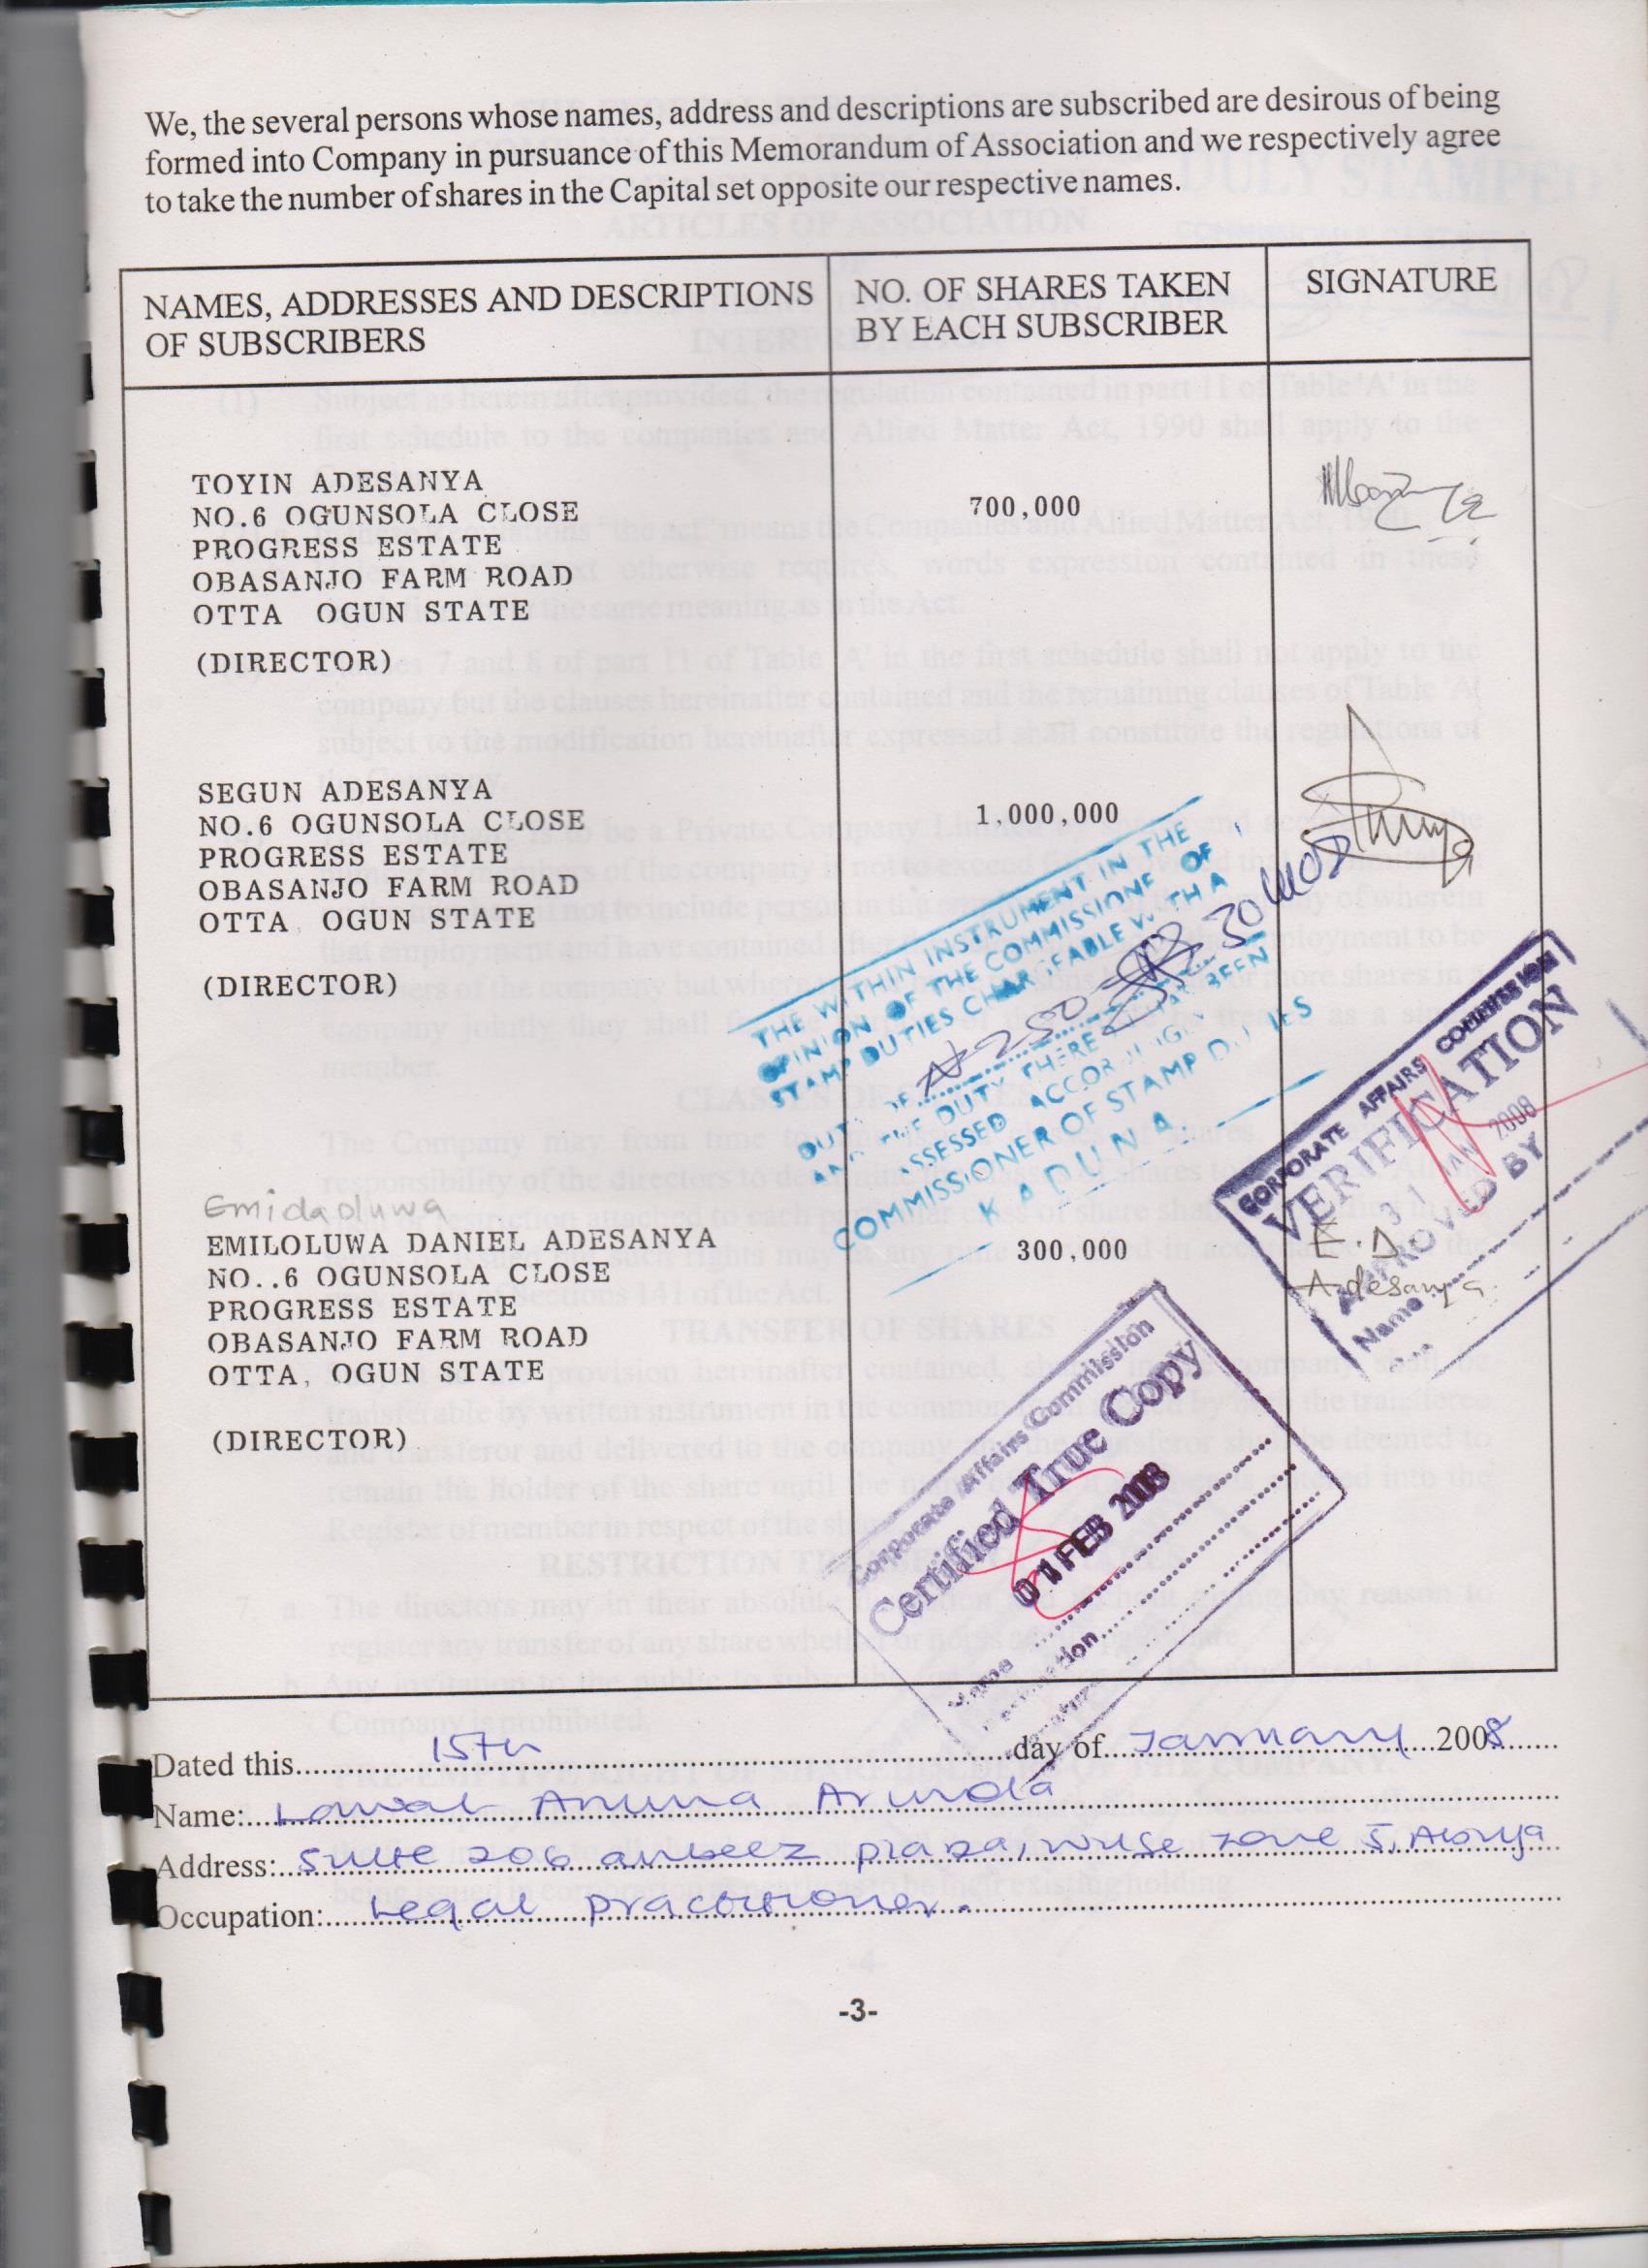 We, the several persons whose names, address and descriptions are subscribed are desirous of being
formed into Company in pursuance of this Memorandum of Association and we respectively agree
to take the number of shares in the Capital set opposite our respective names.
NAMES, ADDRESSES AND DESCRIPTIONS
OF SUBSCRIBERS
NO. OF SHARES TAKEN
BY EACH SUBSCRIBER
SIGNATURE
TOYIN ADESANYA
NO.6 OGUNSOLA CLOSE
PROGRESS ESTATE
OBASANJO FARM ROAD
OTTA OGUN STATE
(DIRECTOR)
700,000
SEGUN ADESANYA
NO.6 OGUNSOLA CLOSE
PROGRESS ESTATE
OBASANJO FARM ROAD
OTTA, OGUN STATE
(DIRECTOR)
1,000,000
THE WITHIN INSTRUMENT IN THE
OPINION OF THE COMMISSIONE OF
STAMP DUTIES CHARGEABLE WITH A
DUTY OF
AND THE DUTY THERE BEEN
ASSESSED ACCORDINGLY
COMMISSIONER OF STAMP DUTIES
KADUNA.
Emidaoluwa
EMILOLUWA DANIEL ADESANYA
NO..6 OGUNSOLA CLOSE
PROGRESS ESTATE
OBASANJO FARM ROAD
OTTA, OGUN STATE
(DIRECTOR)
300,000
E.D
Adesanya.
CORPORATE AFFAIRS COMMISSION
VERIFICATION
31 JAN 2008
APPROVED BY
Name
Corporate Affairs Commission
Certified True Copy
01 FEB 2008
Name
Dated this 15th day of January 2008
Name: Lawal Aruna
Address: Suite 206 anbeez plaza, wuse zone 5, Abuja
Occupation: Legal practitioner.
-3-